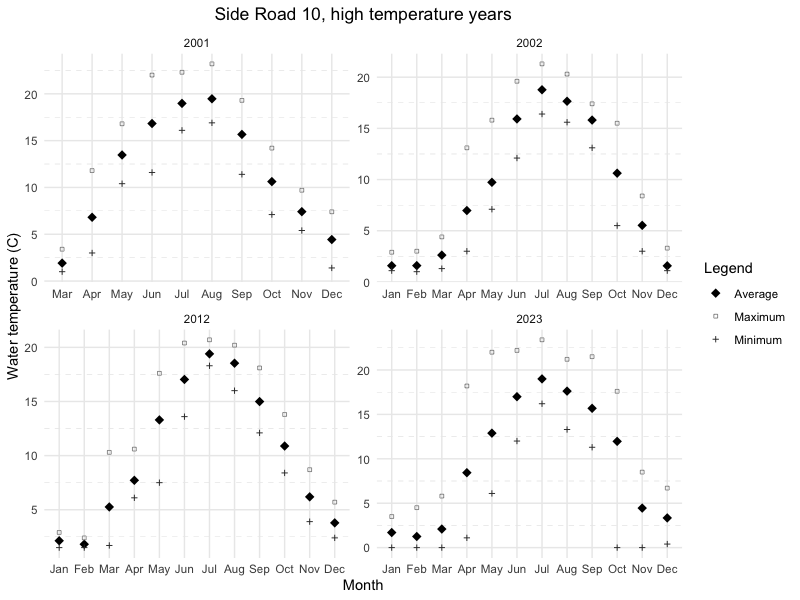 Side Road 10, high temperature years
2001
2002
20
15
10
5
0
Mar Apr May Jun Jul Aug Sep Oct Nov Dec
20
15
10
5
0
Jan Feb Mar Apr May Jun Jul Aug Sep Oct Nov Dec
Water temperature (C)
2012
2023
20
15
10
5
Jan Feb Mar Apr May Jun Jul Aug Sep Oct Nov Dec
20
15
10
5
0
Jan Feb Mar Apr May Jun Jul Aug Sep Oct Nov Dec
Month
Legend
Average
Maximum
Minimum